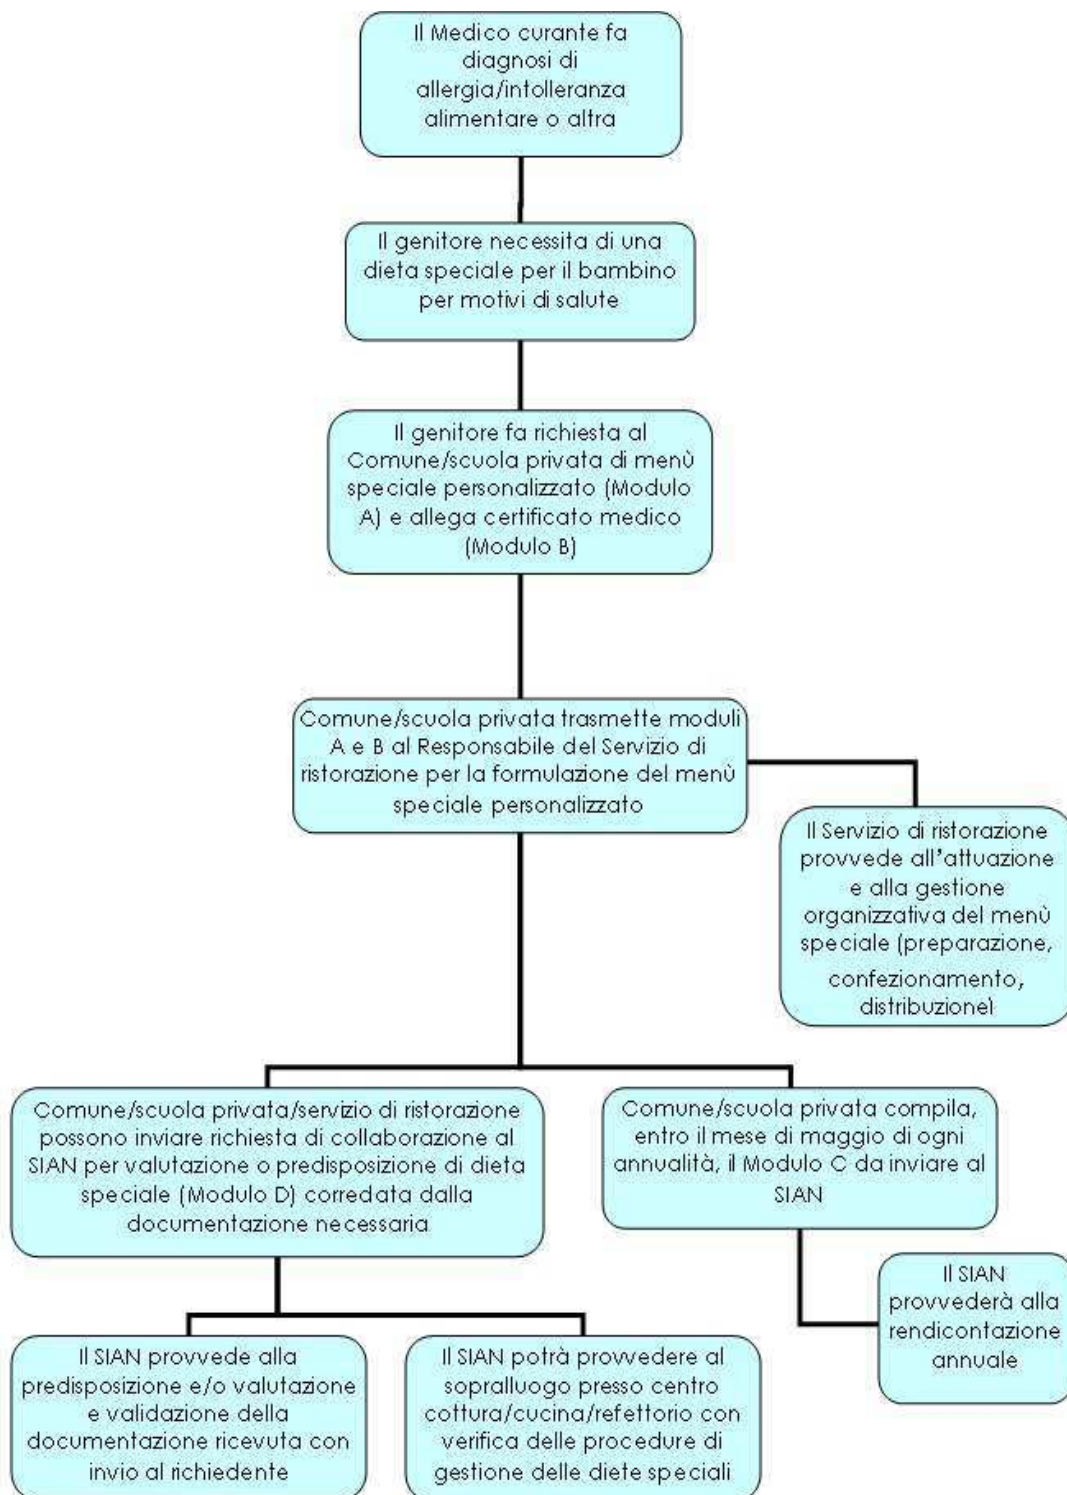 Il Medico curante fa
diagnosi di
allergia/intolleranza
alimentare o altra
Il genitore necessita di una
dieta speciale per il bambino
per motivi di salute
Il genitore fa richiesta al
Comune/scuola privata di menù
speciale personalizzato (Modulo
A) e allega certificato medico
(Modulo B)
Comune/scuola privata trasmette moduli
A e B al Responsabile del Servizio di
ristorazione per la formulazione del menù
speciale personalizzato
Il Servizio di ristorazione
provvede all'attuazione
e alla gestione
organizzativa del menù
speciale (preparazione,
confezionamento,
distribuzione)
Comune/scuola privata/servizio di ristorazione
possono inviare richiesta di collaborazione al
SIAN per valutazione o predisposizione di dieta
speciale (Modulo D) corredata dalla
documentazione necessaria
Comune/scuola privata compila,
entro il mese di maggio di ogni
annualità, il Modulo C da inviare al
SIAN
Il SIAN
provvederà alla
rendicontazione
annuale
Il SIAN provvede alla
predisposizione e/o valutazione
e validazione della
documentazione ricevuta con
invio al richiedente
Il SIAN potrà provvedere al
sopralluogo presso centro
cottura/cucina/refettorio con
verifica delle procedure di
gestione delle diete speciali